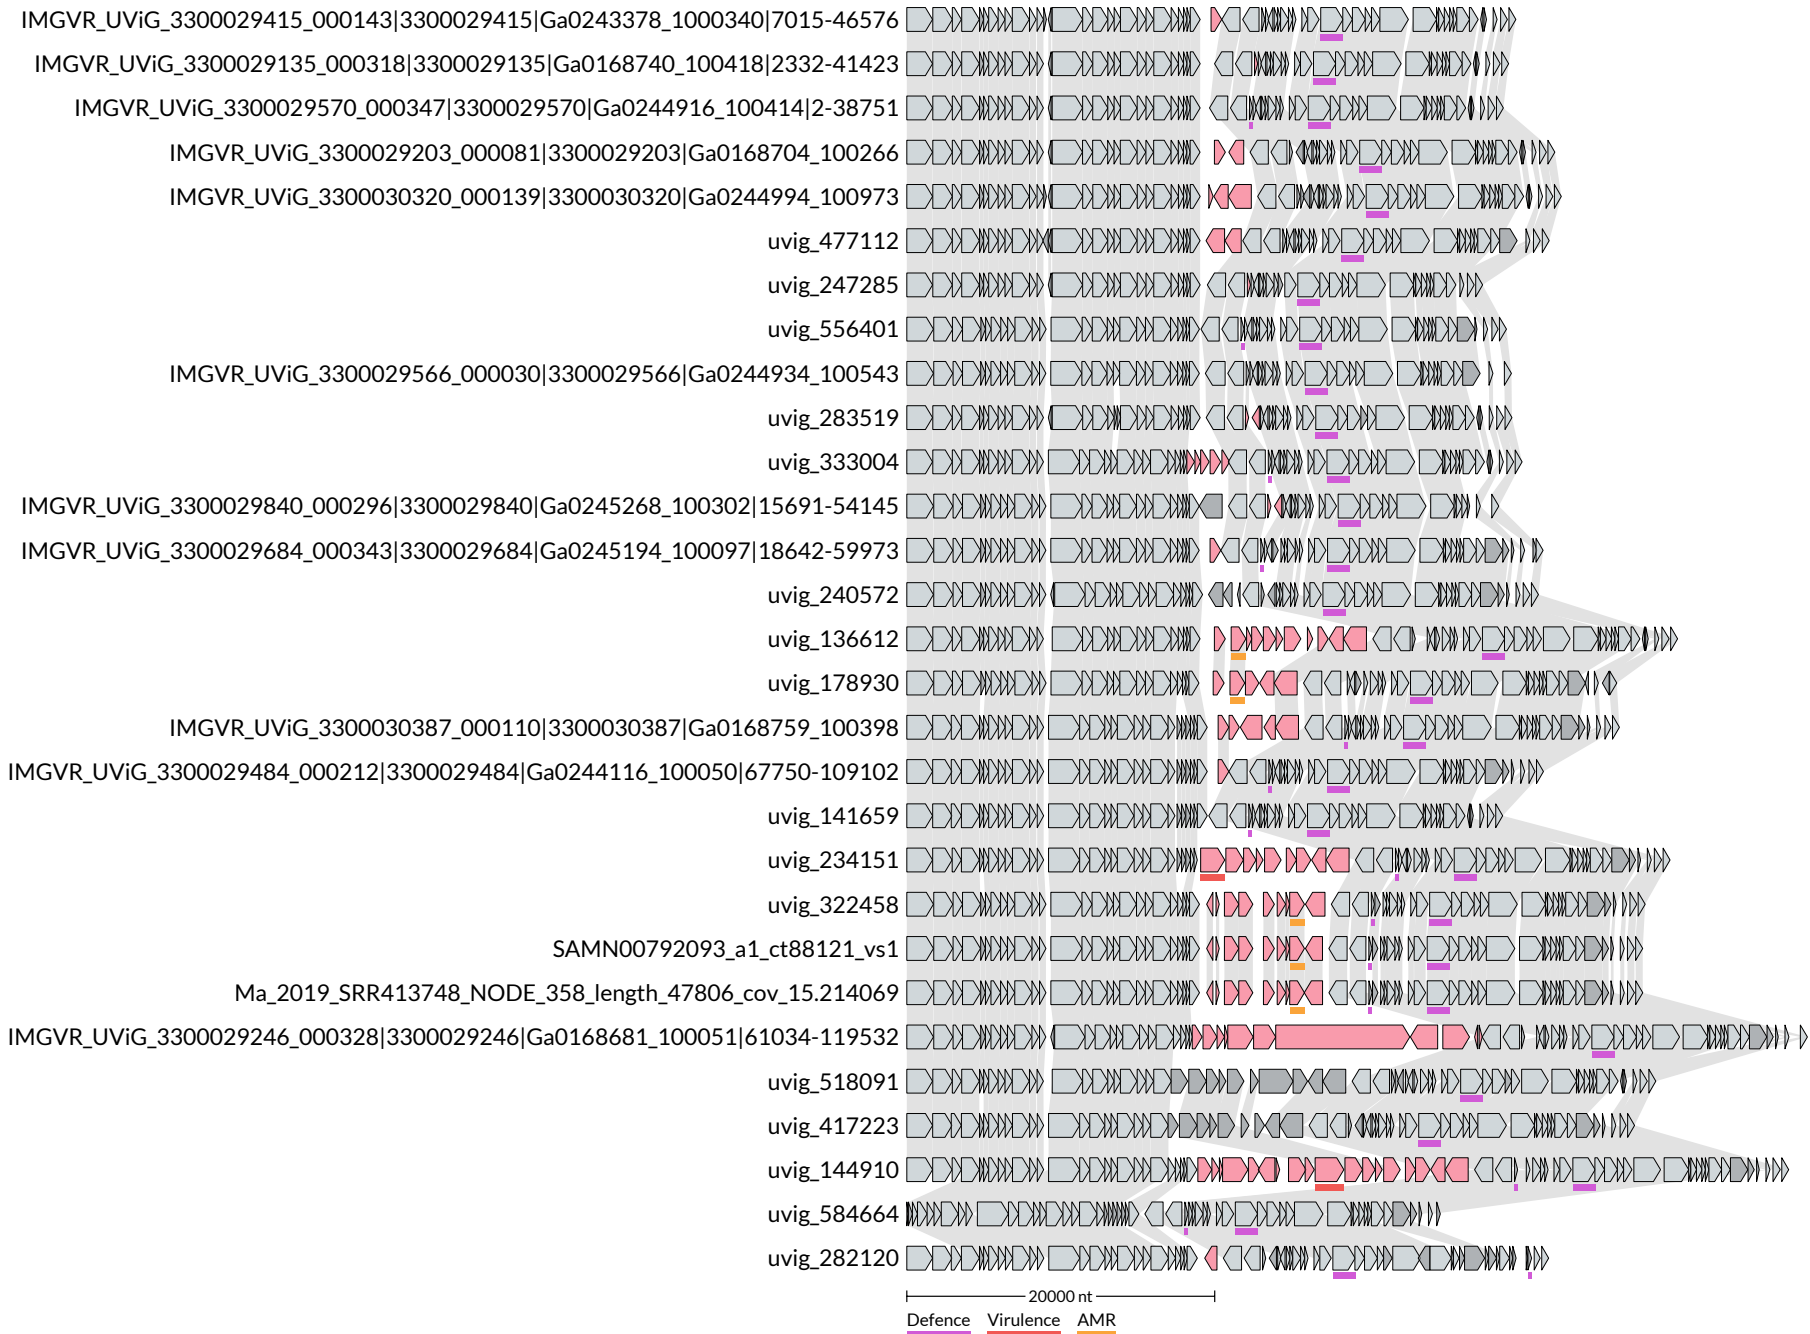 IMGVR_UViG_3300029415_000143|3300029415|Ga0243378_1000340|7015-46576
IMGVR_UViG_3300029135_000318|3300029135|Ga0168740_100418|2332-41423
IMGVR_UViG_3300029570_000347|3300029570|Ga0244916_100414|2-38751
IMGVR_UViG_3300029203_000081|3300029203|Ga0168704_100266
IMGVR_UViG_3300030320_000139|3300030320|Ga0244994_100973
uvig_477112
uvig_247285
uvig_556401
IMGVR_UViG_3300029566_000030|3300029566|Ga0244934_100543
uvig_283519
uvig_333004
IMGVR_UViG_3300029840_000296|3300029840|Ga0245268_100302|15691-54145
IMGVR_UViG_3300029684_000343|3300029684|Ga0245194_100097|18642-59973
uvig_240572
uvig_136612
uvig_178930
IMGVR_UViG_3300030387_000110|3300030387|Ga0168759_100398
IMGVR_UViG_3300029484_000212|3300029484|Ga0244116_100050|67750-109102
uvig_141659
uvig_234151
uvig_322458
SAMN00792093_a1_ct88121_vs1
Ma_2019_SRR413748_NODE_358_length_47806_cov_15.214069
IMGVR_UViG_3300029246_000328|3300029246|Ga0168681_100051|61034-119532
uvig_518091
uvig_417223
uvig_144910
uvig_584664
uvig_282120
20000 nt
Defence Virulence AMR